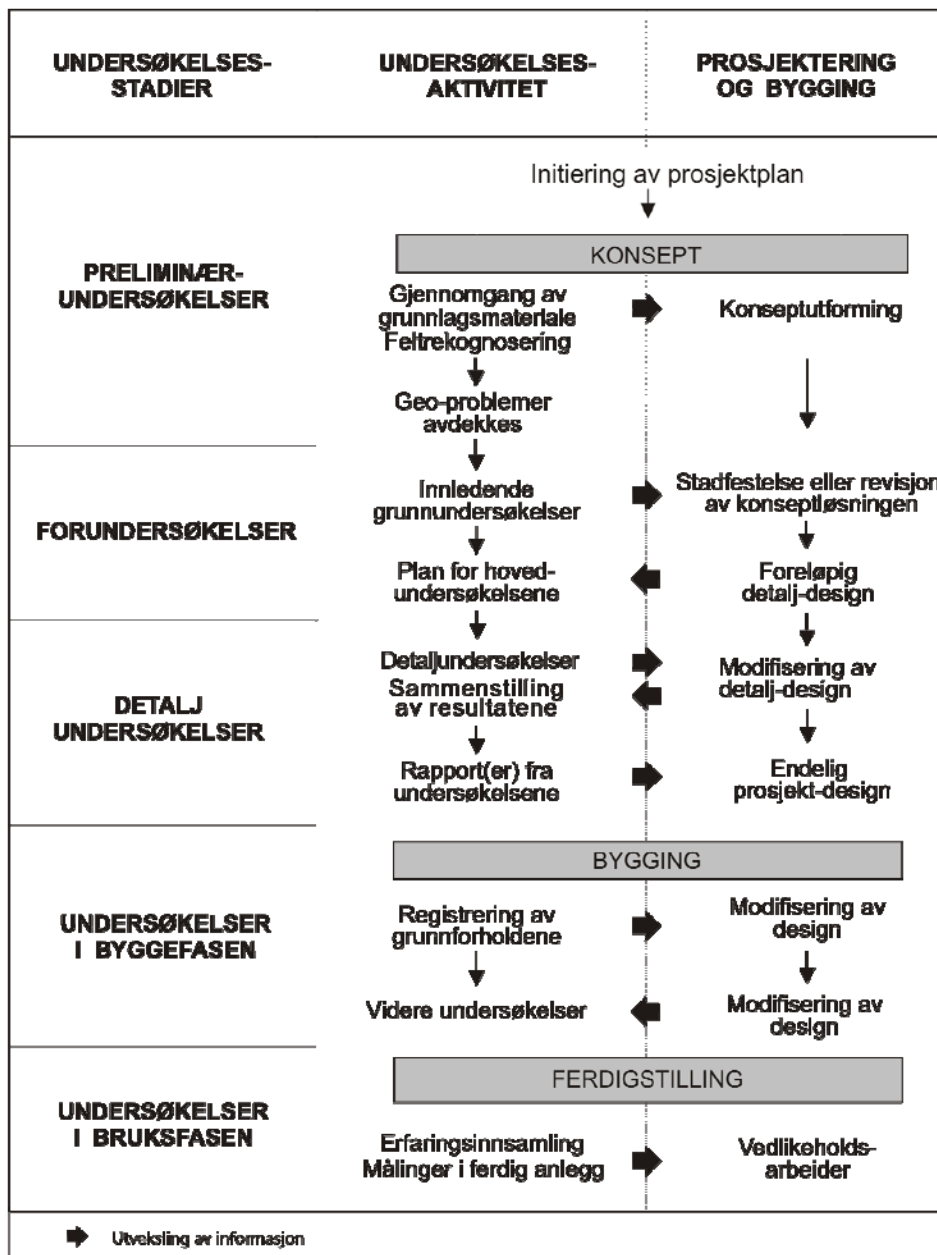 UNDERSØKELSES-
STADIER
UNDERSØKELSES-
AKTIVITET
PROSJEKTERING
OG BYGGING
Initiering av prosjektplan
KONSEPT
PRELIMINÆR-
UNDERSØKELSER
Gjennomgang av
grunnlagsmateriale
Feltrekognosering
Konseptutforming
Geo-problemer
avdekkes
FORUNDERSØKELSER
Innledende
grunnundersøkelser
Stadfestelse eller revisjon
av konseptløsningen
Plan for hoved-
undersøkelsene
Foreløpig
detalj-design
DETALJ
UNDERSØKELSER
Detaljundersøkelser
Sammenstilling
av resultatene
Modifisering av
detalj-design
Rapport(er) fra
undersøkelsene
Endelig
prosjekt-design
BYGGING
UNDERSØKELSER
I BYGGEFASEN
Registrering av
grunnforholdene
Modifisering av
design
Videre undersøkelser
Modifisering av
design
FERDIGSTILLING
UNDERSØKELSER
I BRUKSFASEN
Erfaringsinnsamling
Målinger i ferdig anlegg
Vedlikeholds-
arbeider
Utveksling av informasjon